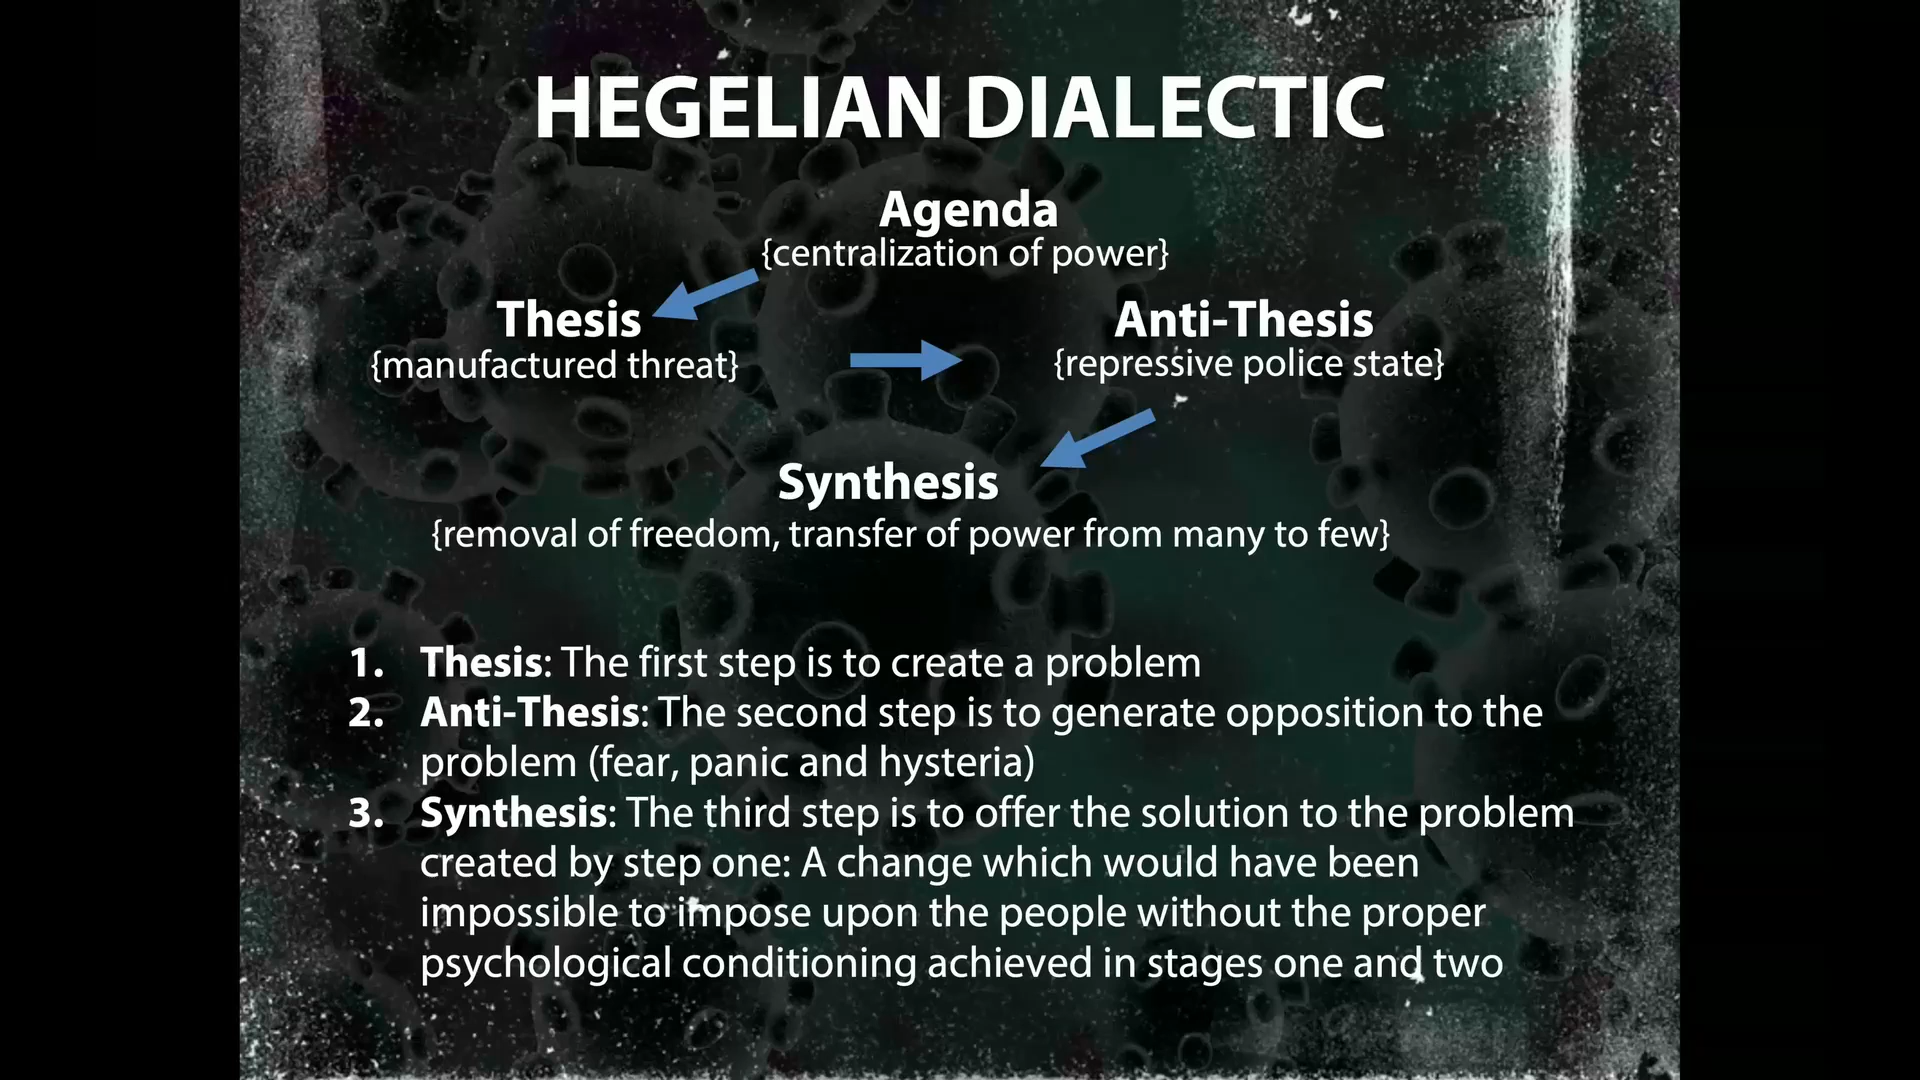 HEGELIAN DIALECTIC
Agenda
{centralization of power}
Thesis
{manufactured threat}
Anti-Thesis
{repressive police state}
Synthesis
{removal of freedom, transfer of power from many to few}
1. Thesis: The first step is to create a problem
2. Anti-Thesis: The second step is to generate opposition to the
problem (fear, panic and hysteria)
3. Synthesis: The third step is to offer the solution to the problem
created by step one: A change which would have been
impossible to impose upon the people without the proper
psychological conditioning achieved in stages one and two